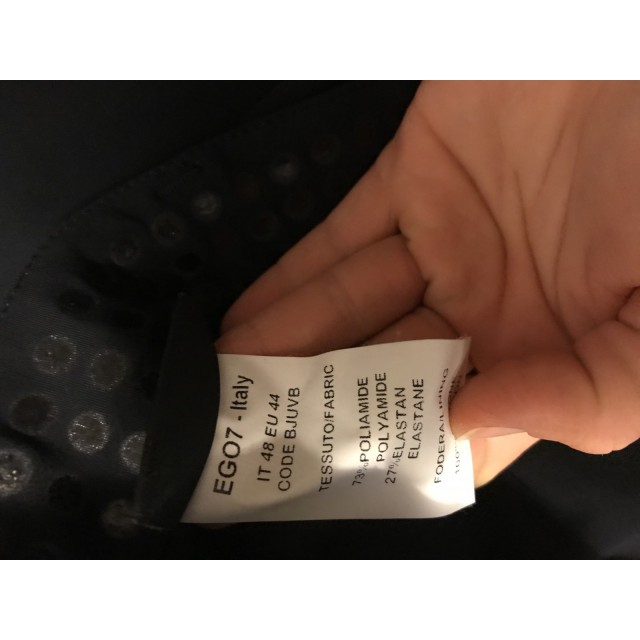 EGO7 - Italy
IT 48 EU 44
CODE BJUVB
TESSUTO/FABRIC
73%POLIAMIDE
POLYAMIDE
27%ELASTAN
ELASTANE
FODERA/LINING